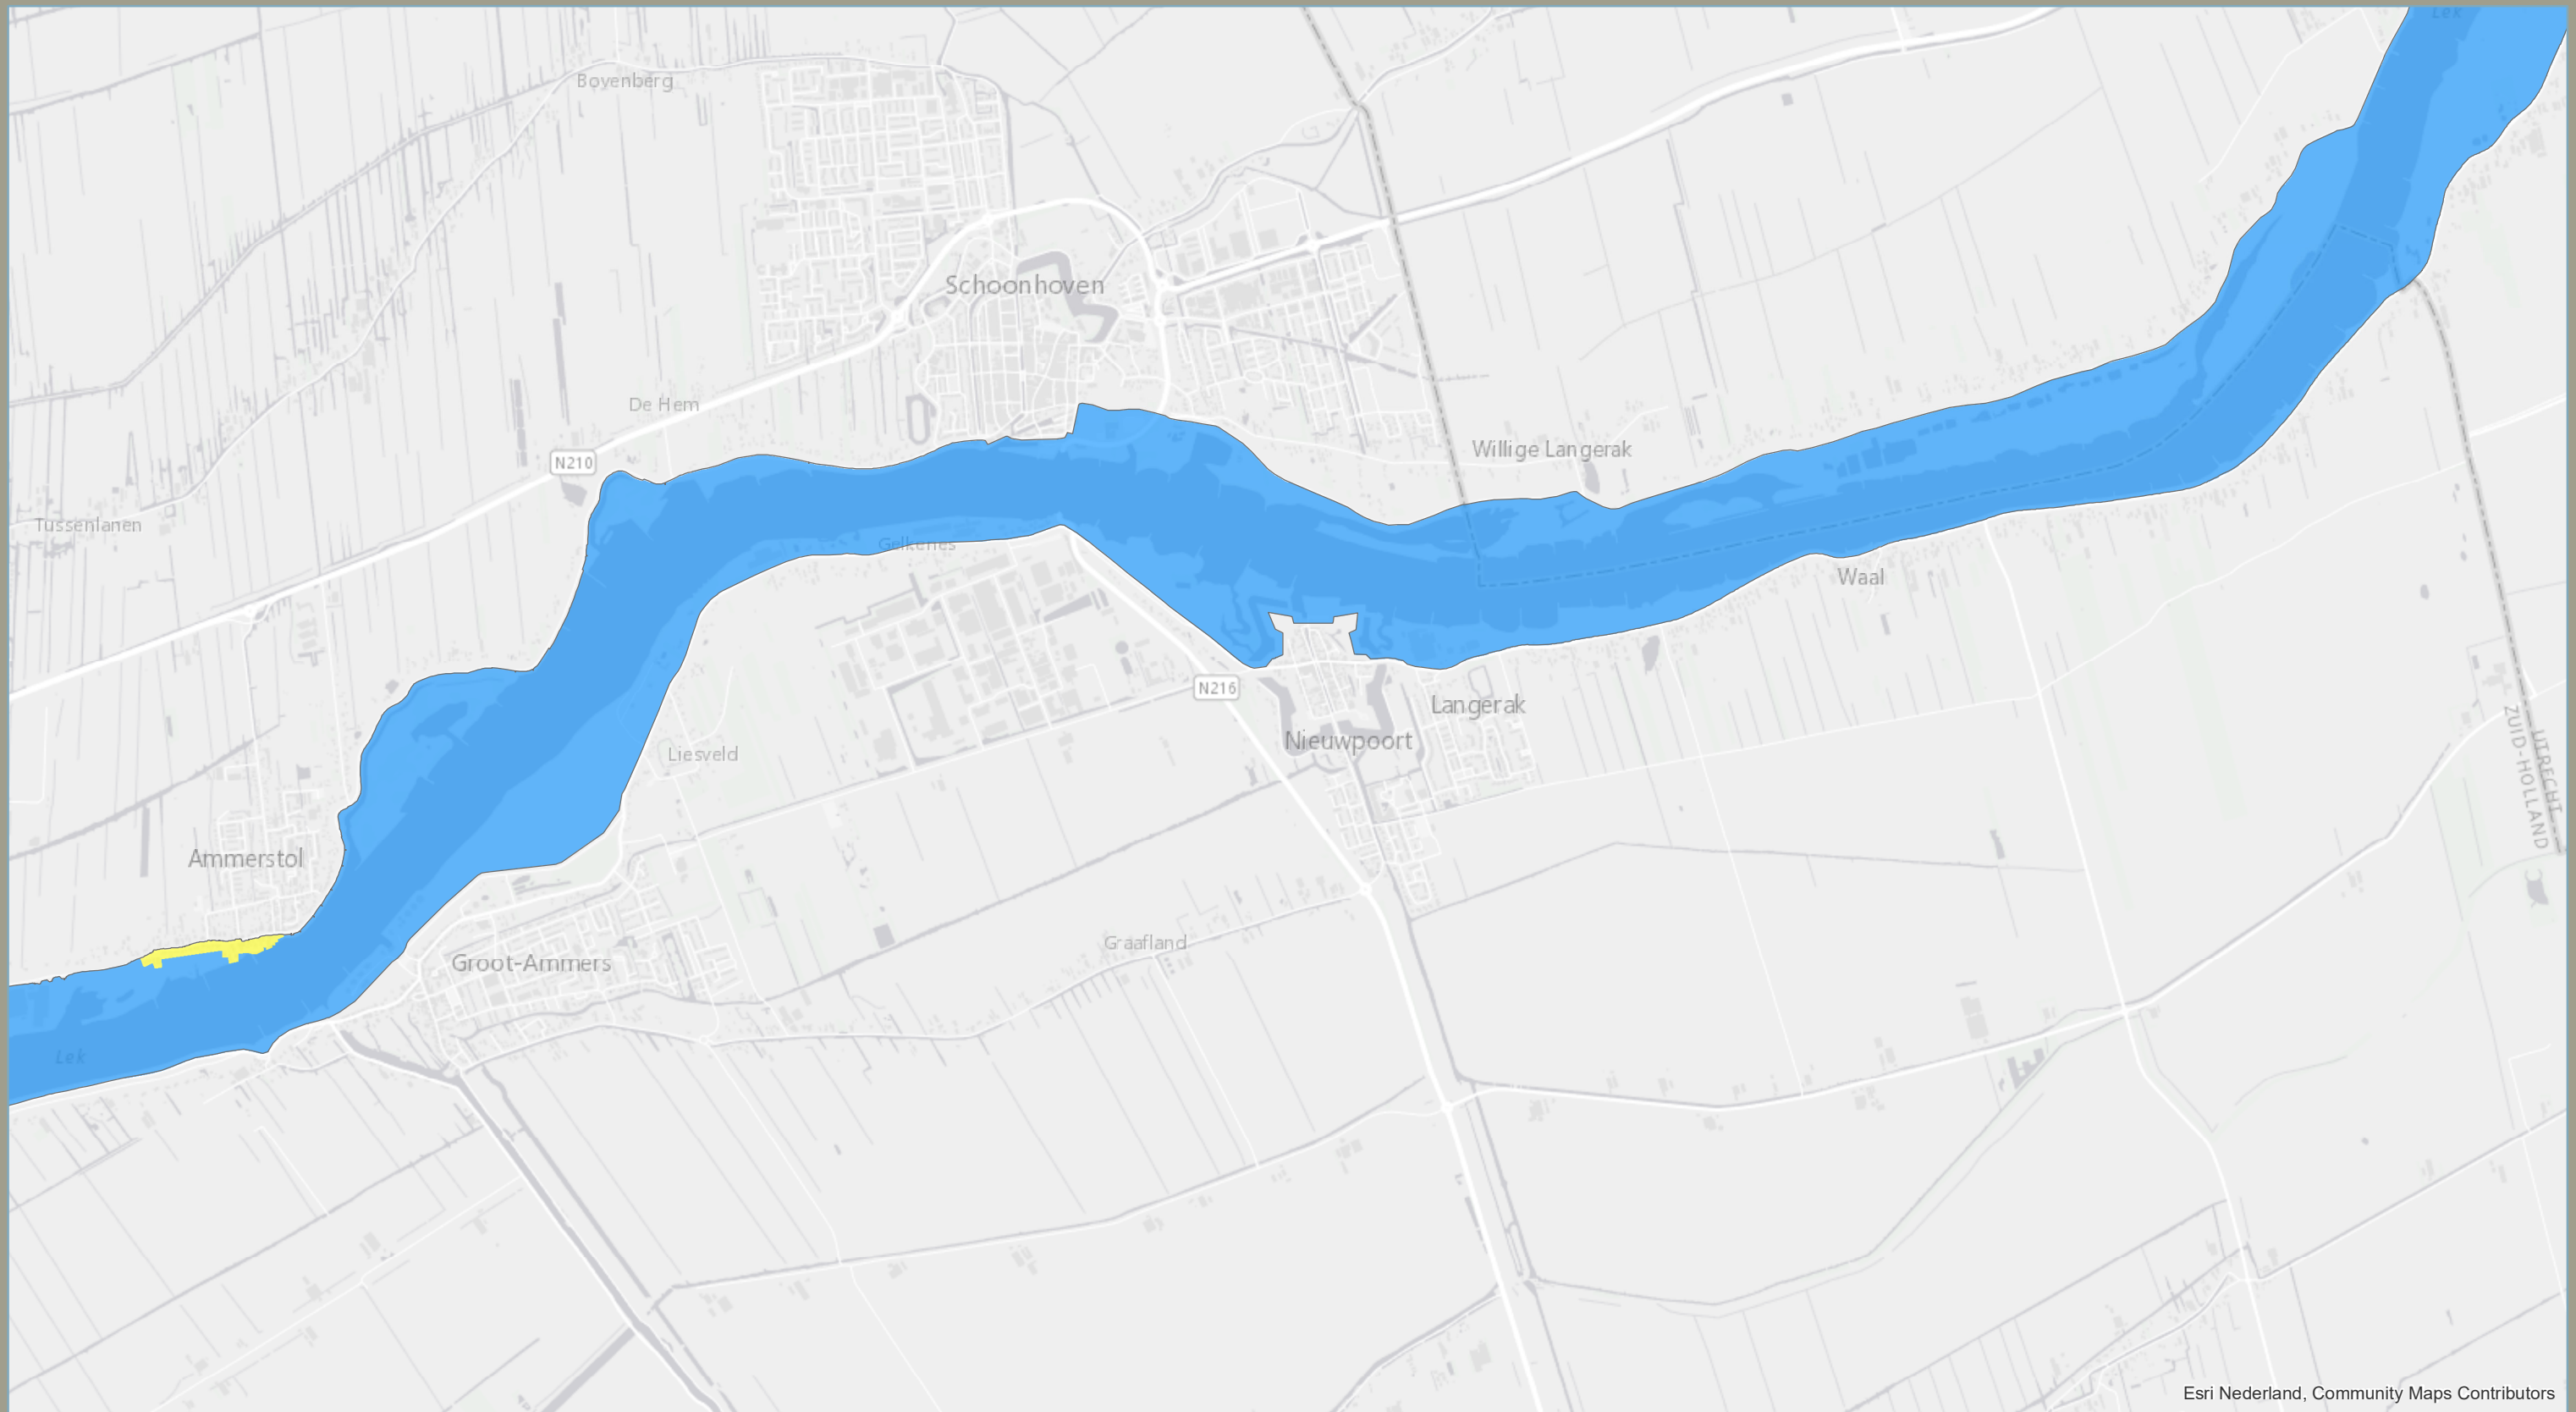 Lek
Bovenberg
Schoonhoven
De Hem
N210
Willige Langerak
Tussenlanen
Gelkenes
Waal
N216
Langerak
Nieuwpoort
Liesveld
UTRECHT
ZUID-HOLLAND
Ammerstol
Graafland
Groot-Ammers
Lek
Esri Nederland, Community Maps Contributors